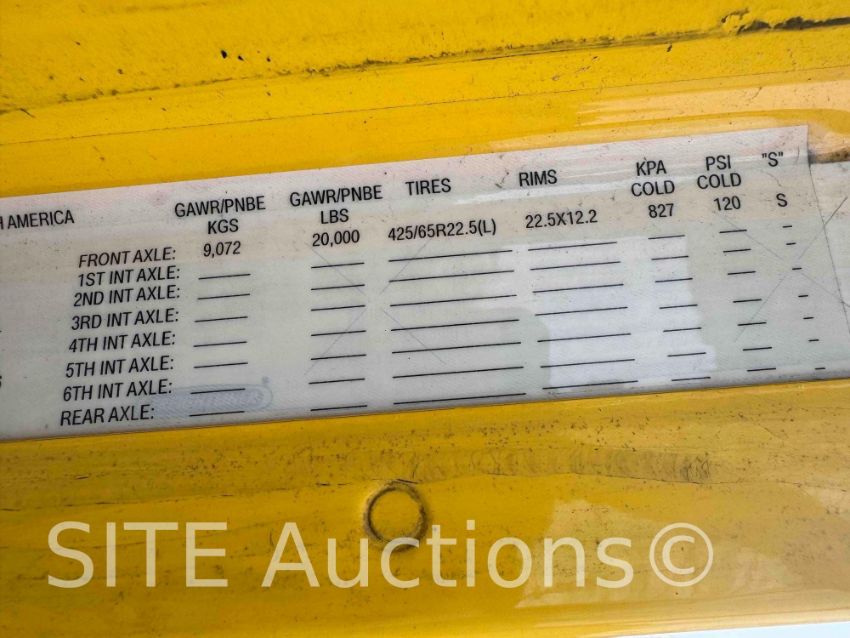 H AMERICA GAWR/PNBE KGS GAWR/PNBE LBS TIRES RIMS KPA COLD PSI COLD "S"
FRONT AXLE: 9,072 20,000 425/65R22.5(L) 22.5X12.2 827 120 S
1ST INT AXLE:
2ND INT AXLE:
3RD INT AXLE:
4TH INT AXLE:
5TH INT AXLE:
6TH INT AXLE:
REAR AXLE:
SITE Auctions©